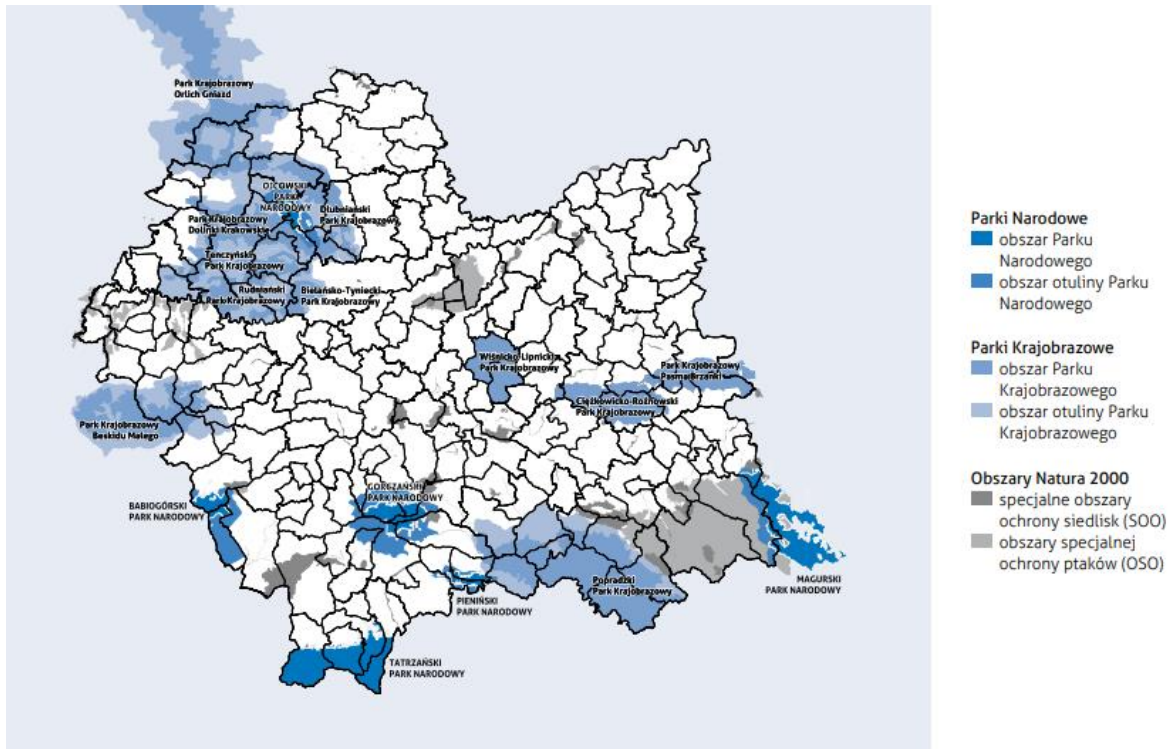 Park Krajobrazowy
Orlich Gniazd
OJCOWSKI
PARK
NARODOWY
Dłubniański
Park Krajobrazowy
Park Krajobrazowy
Dolinki Krakowskie
Tenczyński
Park Krajobrazowy
Rudniański
Park Krajobrazowy
Bielańsko-Tyniecki
Park Krajobrazowy
Wiśnicko-Lipnicki
Park Krajobrazowy
Park Krajobrazowy
Pasma Brzanki
Ciężkowicko-Rożnowski
Park Krajobrazowy
Park Krajobrazowy
Beskidu Małego
BABIOGÓRSKI
PARK NARODOWY
GORCZAŃSKI
PARK NARODOWY
Popradzki
Park Krajobrazowy
PIENIŃSKI
PARK NARODOWY
MAGURSKI
PARK NARODOWY
TATRZAŃSKI
PARK NARODOWY
Parki Narodowe
obszar Parku
Narodowego
obszar otuliny Parku
Narodowego
Parki Krajobrazowe
obszar Parku
Krajobrazowego
obszar otuliny Parku
Krajobrazowego
Obszary Natura 2000
specjalne obszary
ochrony siedlisk (SOO)
obszary specjalnej
ochrony ptaków (OSO)